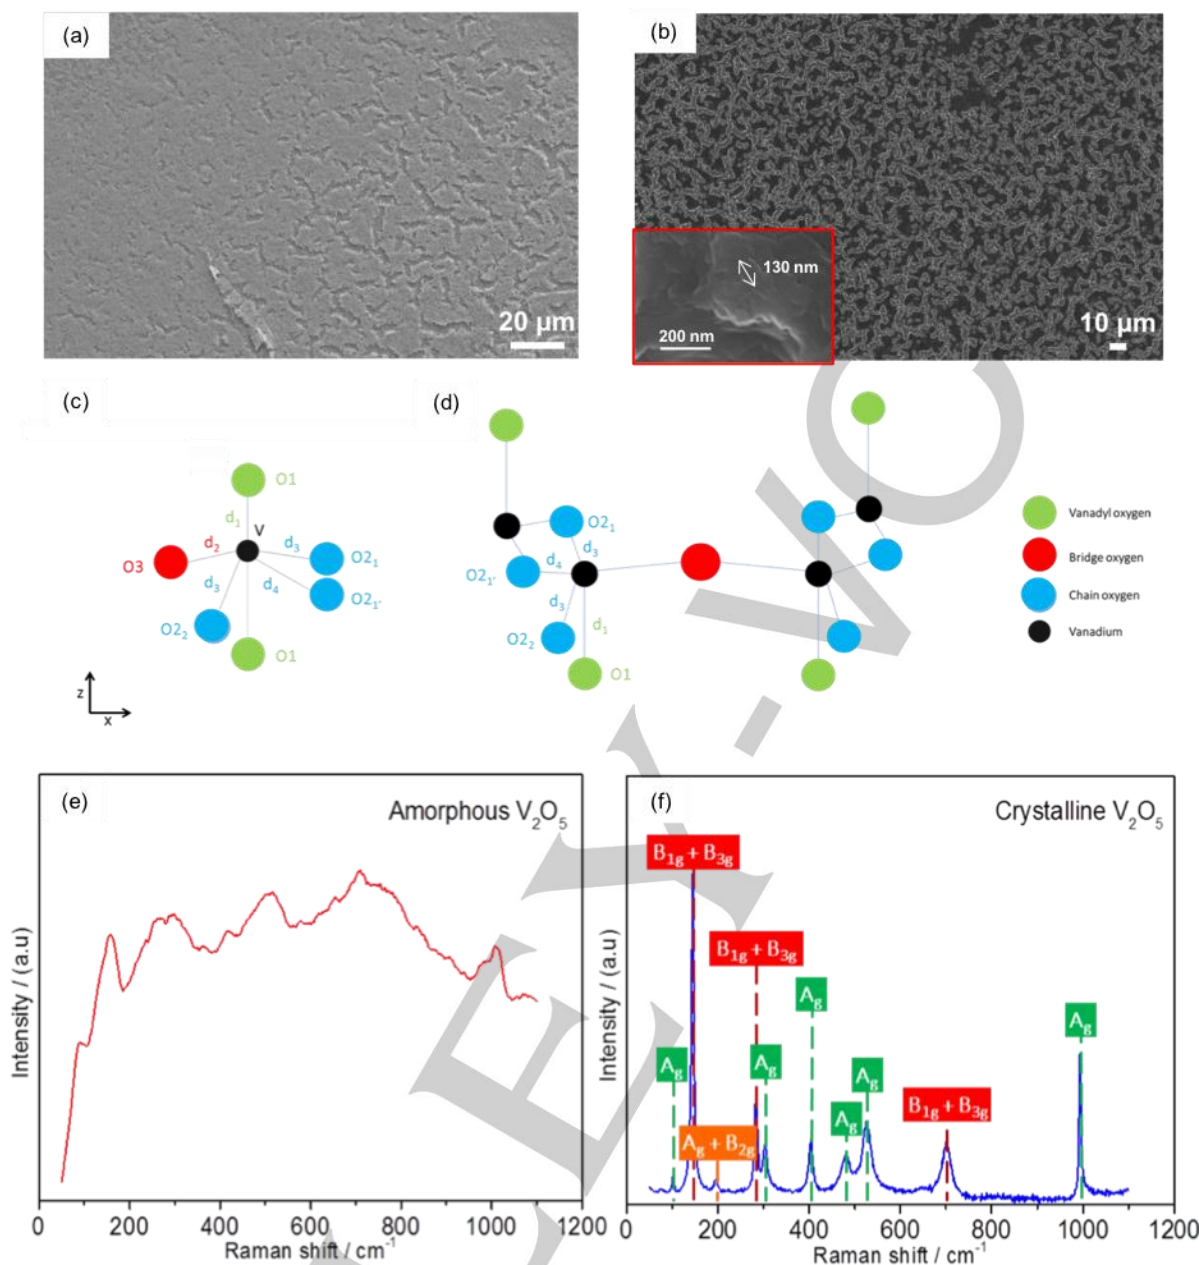 (a)
20 µm
(b)
130 nm
200 nm
10 µm
(c)
O1
d1
V
d2
d3
O3
O21
d3
d4
O21'
O22
O1
z
x
(d)
O21
d3
d4
O21'
d3
O22
d1
O1
Vanadyl oxygen
Bridge oxygen
Chain oxygen
Vanadium
(e)
Amorphous V2O5
Intensity / (a.u)
0 200 400 600 800 1000 1200
Raman shift / cm-1
(f)
Crystalline V2O5
B1g + B3g
B1g + B3g
Ag
Ag
Ag
Ag
Ag
Ag
B1g + B3g
Ag + B2g
Intensity / (a.u)
0 200 400 600 800 1000 1200
Raman shift / cm-1